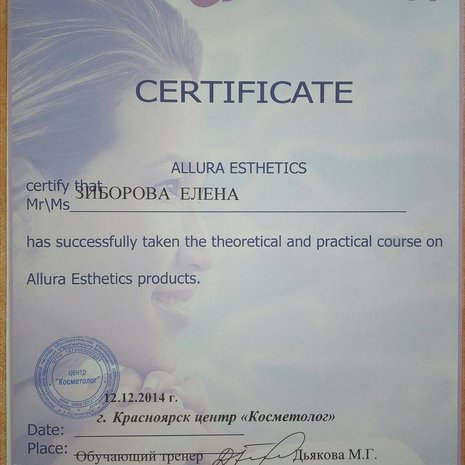 CERTIFICATE
ALLURA ESTHETICS
certify that
Mr\Ms ЗИБОРОВА ЕЛЕНА
has successfully taken the theoretical and practical course on
Allura Esthetics products.
центр
"Косметолог"
12.12.2014 г.
г. Красноярск центр «Косметолог»
Date:
Place:
Обучающий тренер Дьякова М.Г.